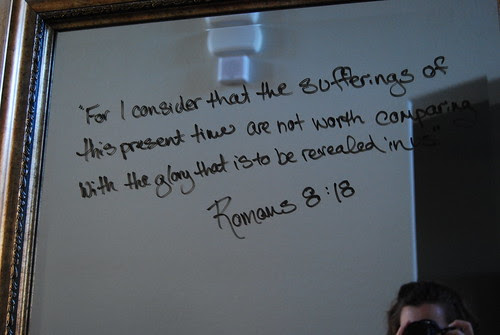 "For I consider that the sufferings of
this present time are not worth comparing
With the glory that is to be revealed in us."
Romans 8:18